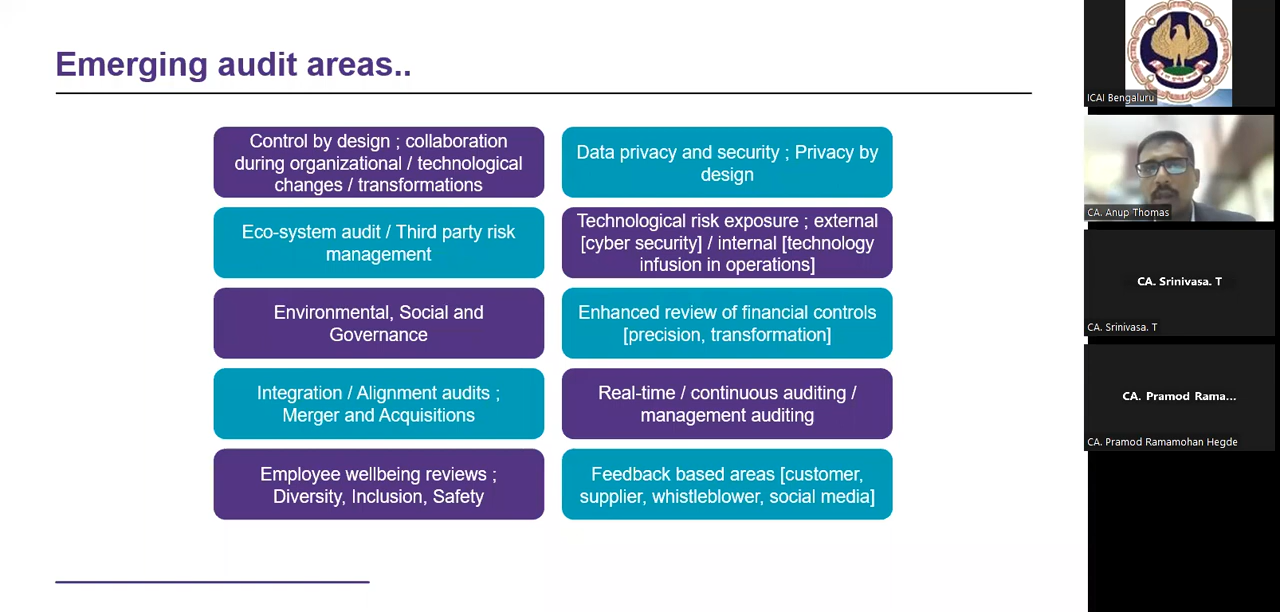 Emerging audit areas..
Control by design ; collaboration
during organizational / technological
changes / transformations
Data privacy and security ; Privacy by
design
Eco-system audit / Third party risk
management
Technological risk exposure ; external
[cyber security] / internal [technology
infusion in operations]
Environmental, Social and
Governance
Enhanced review of financial controls
[precision, transformation]
Integration / Alignment audits ;
Merger and Acquisitions
Real-time / continuous auditing /
management auditing
Employee wellbeing reviews ;
Diversity, Inclusion, Safety
Feedback based areas [customer,
supplier, whistleblower, social media]
ICAI Bengaluru
CA. Anup Thomas
CA. Srinivasa. T
CA. Srinivasa. T
CA. Pramod Rama...
CA. Pramod Ramamohan Hegde